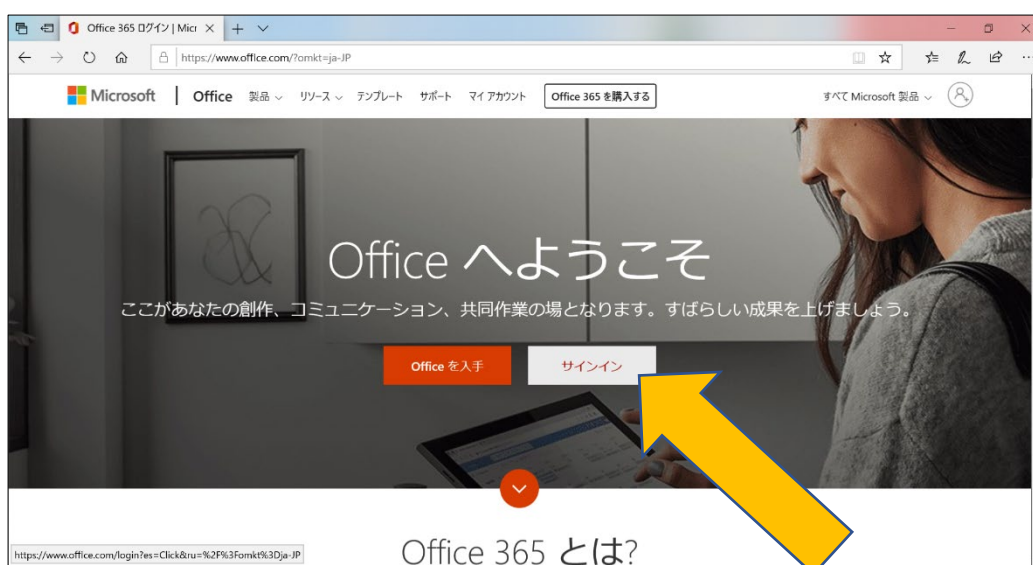 Office 365 ログイン | Micr
https://www.office.com/?omkt=ja-JP
Microsoft | Office 製品 リソース テンプレート サポート マイ アカウント Office 365 を購入する すべて Microsoft 製品
Office へようこそ
ここがあなたの創作、コミュニケーション、共同作業の場となります。すばらしい成果を上げましょう。
Office を入手 サインイン
Office 365 とは?
https://www.office.com/login?es=Click&ru=%2F%3Fomkt%3Dja-JP